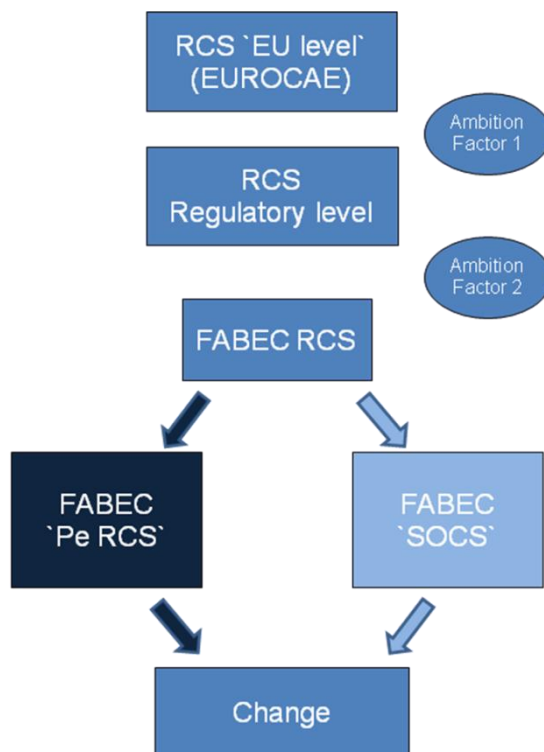 RCS `EU level`
(EUROCAE)
Ambition
Factor 1
RCS
Regulatory level
Ambition
Factor 2
FABEC RCS
FABEC
`Pe RCS`
FABEC
`SOCS`
Change